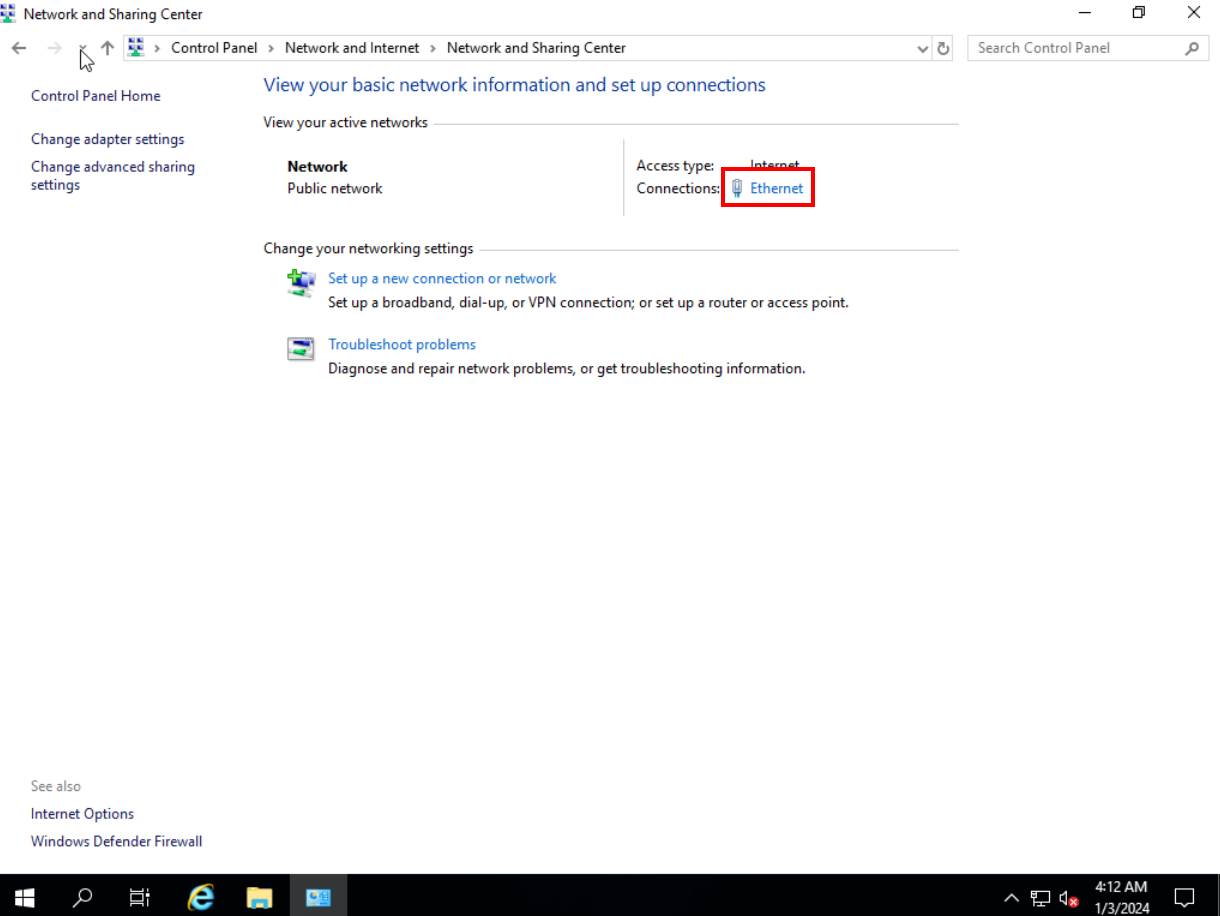 Network and Sharing Center
Control Panel > Network and Internet > Network and Sharing Center
Search Control Panel
Control Panel Home
Change adapter settings
Change advanced sharing
settings
View your basic network information and set up connections
View your active networks
Network
Public network
Access type: Internet
Connections: Ethernet
Change your networking settings
Set up a new connection or network
Set up a broadband, dial-up, or VPN connection; or set up a router or access point.
Troubleshoot problems
Diagnose and repair network problems, or get troubleshooting information.
See also
Internet Options
Windows Defender Firewall
4:12 AM
1/3/2024